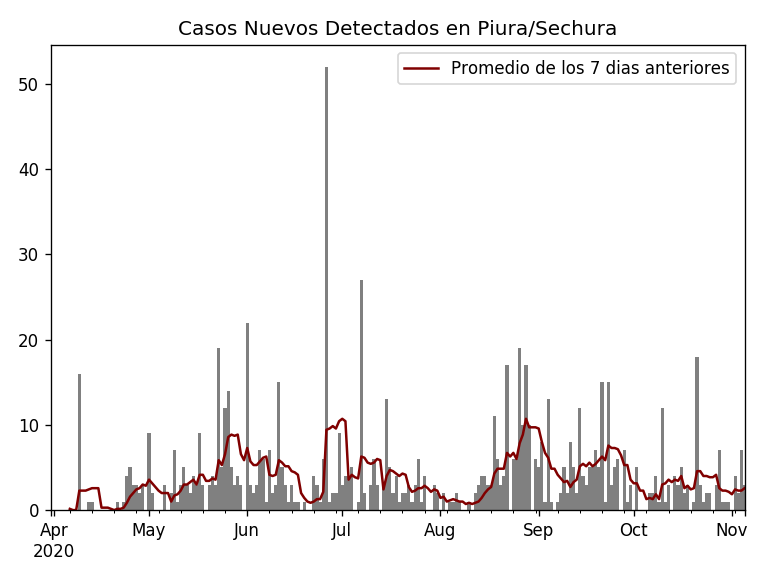 Casos Nuevos Detectados en Piura/Sechura
Promedio de los 7 dias anteriores
50
40
30
20
10
0
Apr May Jun Jul Aug Sep Oct Nov
2020